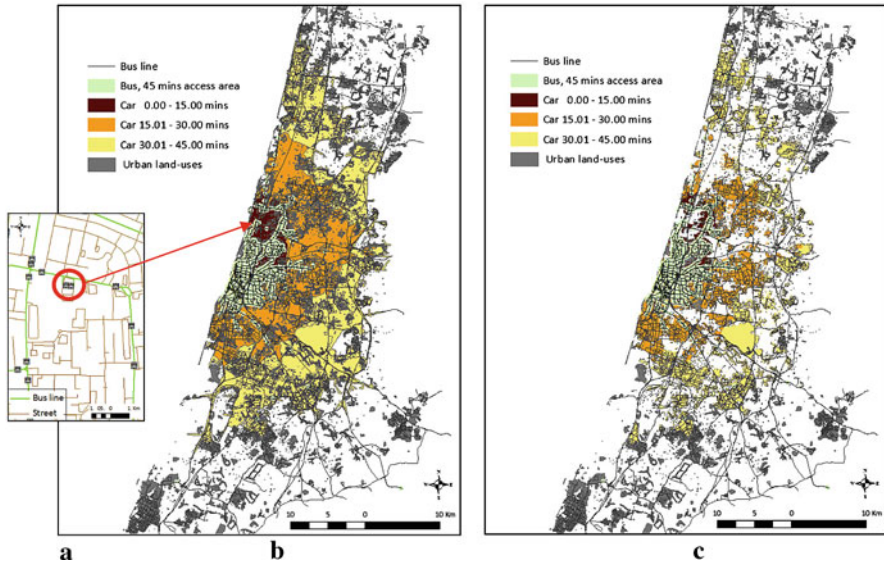 Bus line
Bus, 45 mins access area
Car 0.00 - 15.00 mins
Car 15.01 - 30.00 mins
Car 30.01 - 45.00 mins
Urban land-uses
10 5 0 10 Km
Bus line
Bus, 45 mins access area
Car 0.00 - 15.00 mins
Car 15.01 - 30.00 mins
Car 30.01 - 45.00 mins
Urban land-uses
10 5 0 10 Km
Bus line
Street
a
b
c